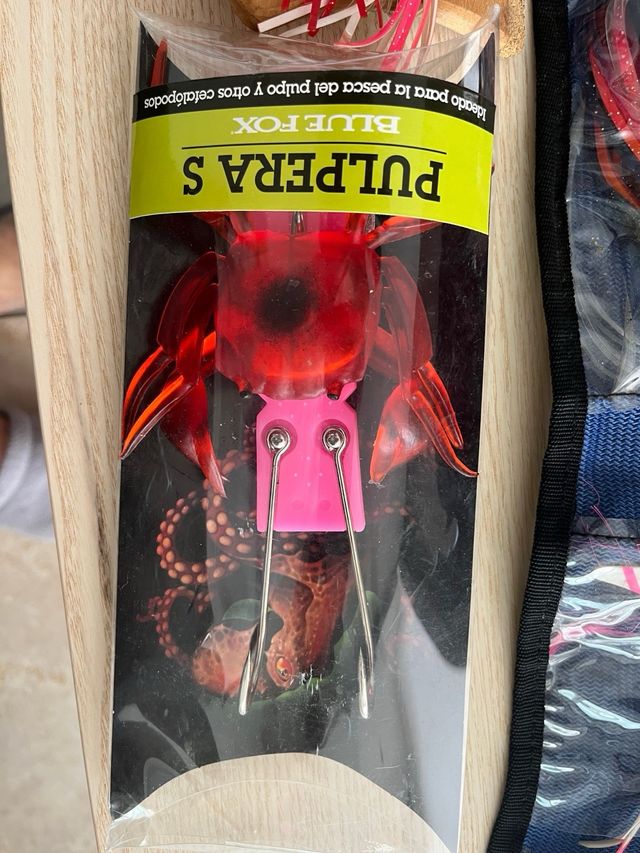 PULPERA S
BLUE FOX
Ideado para la pesca del pulpo y otros cefalópodos